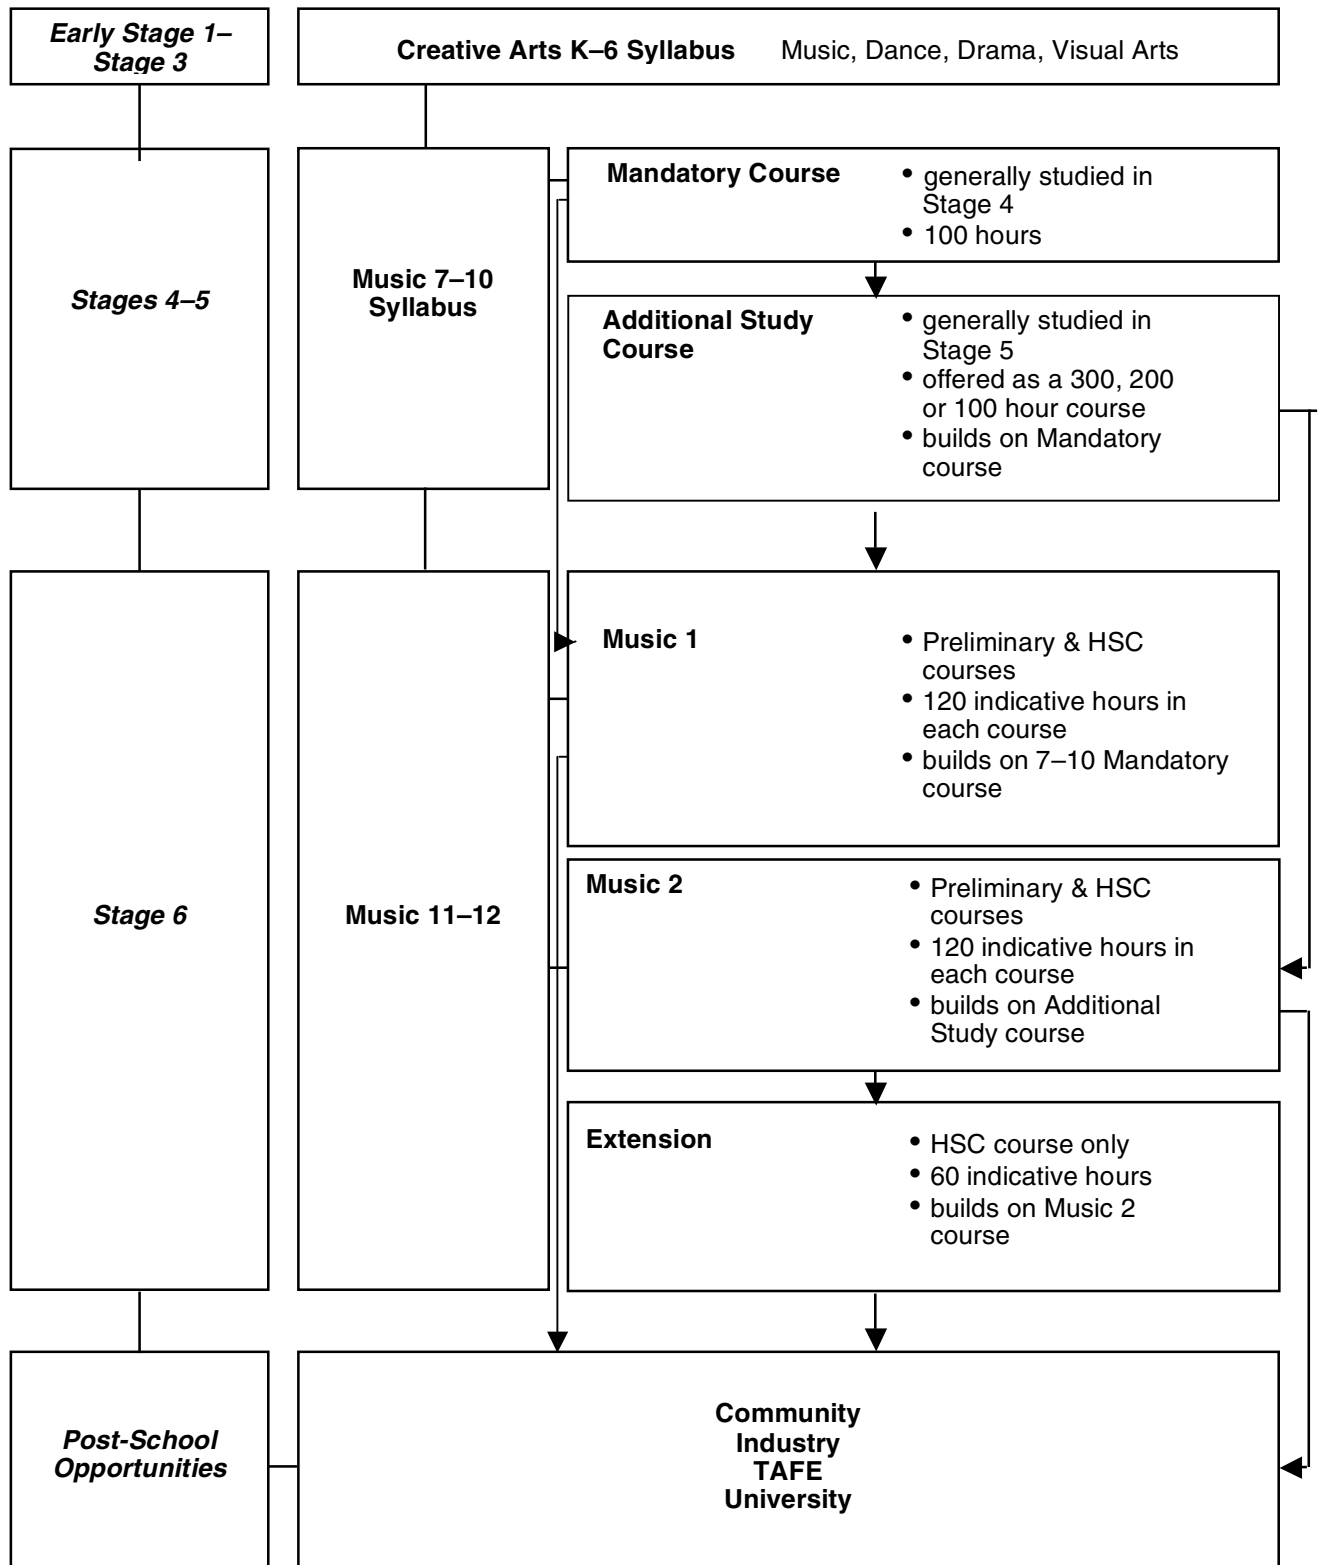 Early Stage 1–
Stage 3
Creative Arts K–6 Syllabus Music, Dance, Drama, Visual Arts
Stages 4–5
Music 7–10
Syllabus
Mandatory Course
• generally studied in
Stage 4
• 100 hours
Additional Study
Course
• generally studied in
Stage 5
• offered as a 300, 200
or 100 hour course
• builds on Mandatory
course
Stage 6
Music 11–12
Music 1
• Preliminary & HSC
courses
• 120 indicative hours in
each course
• builds on 7–10 Mandatory
course
Music 2
• Preliminary & HSC
courses
• 120 indicative hours in
each course
• builds on Additional
Study course
Extension
• HSC course only
• 60 indicative hours
• builds on Music 2
course
Post-School
Opportunities
Community
Industry
TAFE
University